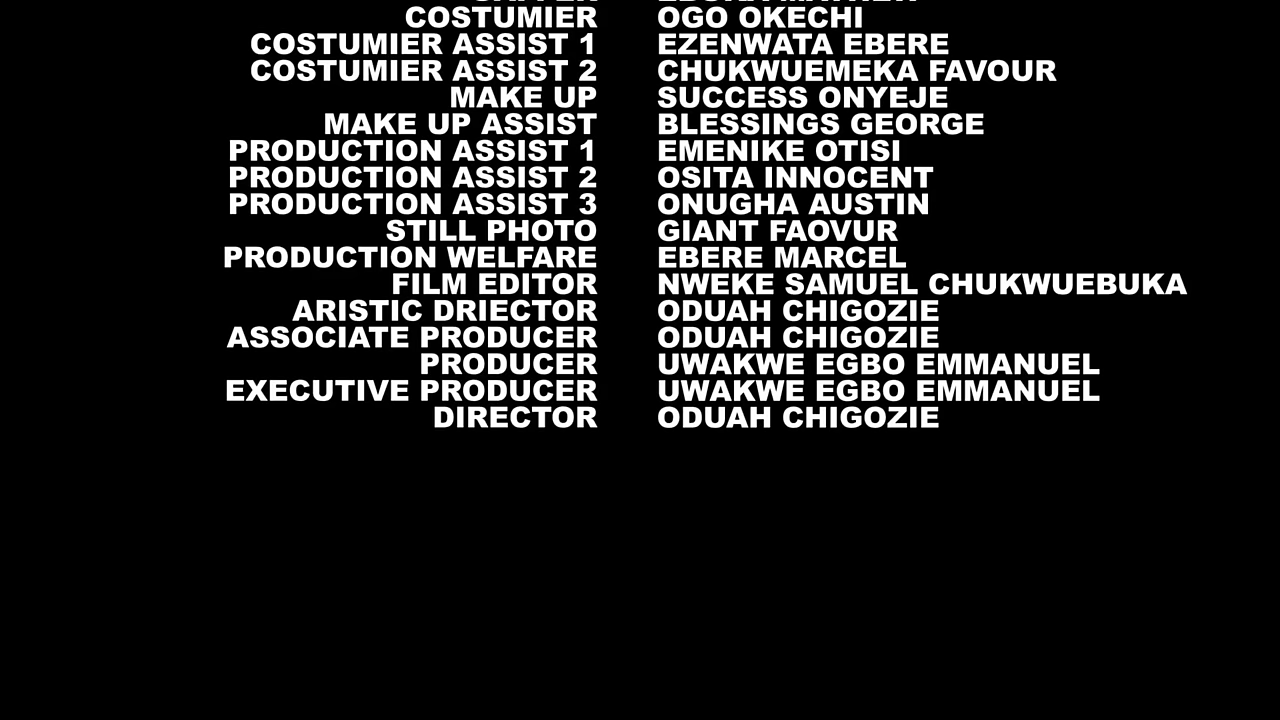 COSTUMIER OGO OKECHI
COSTUMIER ASSIST 1 EZENWATA EBERE
COSTUMIER ASSIST 2 CHUKWUEMEKA FAVOUR
MAKE UP SUCCESS ONYEJE
MAKE UP ASSIST BLESSINGS GEORGE
PRODUCTION ASSIST 1 EMENIKE OTISI
PRODUCTION ASSIST 2 OSITA INNOCENT
PRODUCTION ASSIST 3 ONUGHA AUSTIN
STILL PHOTO GIANT FAOVUR
PRODUCTION WELFARE EBERE MARCEL
FILM EDITOR NWEKE SAMUEL CHUKWUEBUKA
ARISTIC DRIECTOR ODUAH CHIGOZIE
ASSOCIATE PRODUCER ODUAH CHIGOZIE
PRODUCER UWAKWE EGBO EMMANUEL
EXECUTIVE PRODUCER UWAKWE EGBO EMMANUEL
DIRECTOR ODUAH CHIGOZIE